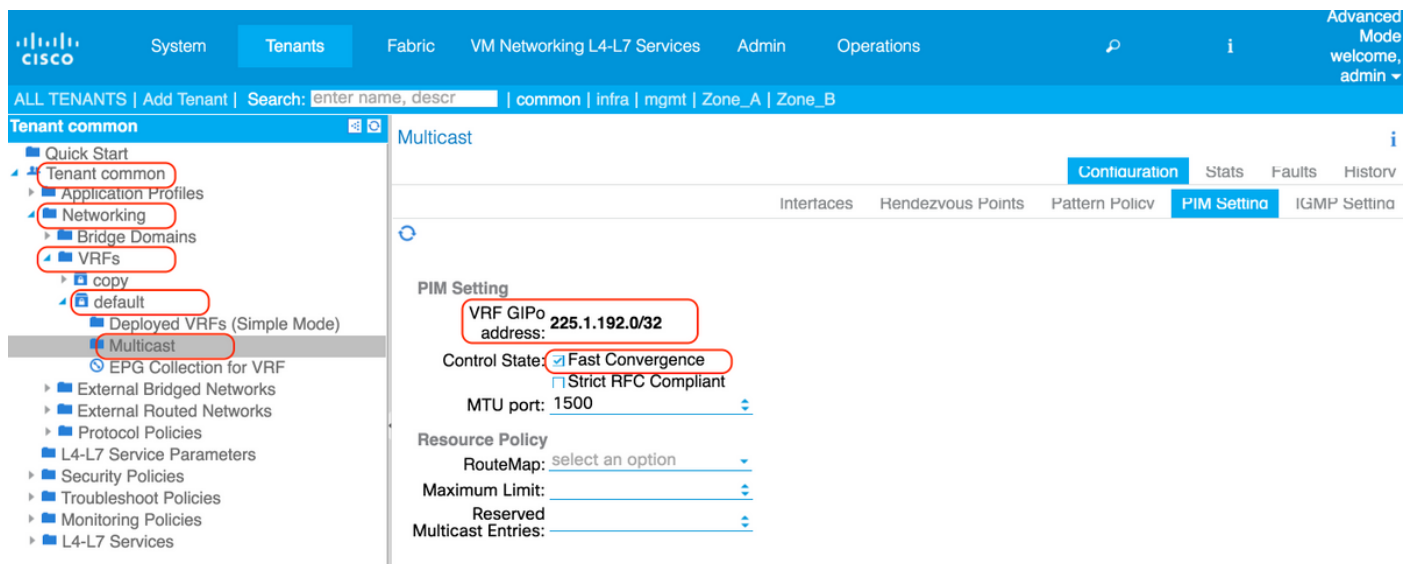 Advanced Mode welcome, admin
CISCO System Tenants Fabric VM Networking L4-L7 Services Admin Operations i
ALL TENANTS | Add Tenant | Search: enter name, descr | common | infra | mgmt | Zone_A | Zone_B
Tenant common
Quick Start
Tenant common
Application Profiles
Networking
Bridge Domains
VRFs
copy
default
Deployed VRFs (Simple Mode)
Multicast
EPG Collection for VRF
External Bridged Networks
External Routed Networks
Protocol Policies
L4-L7 Service Parameters
Security Policies
Troubleshoot Policies
Monitoring Policies
L4-L7 Services
Multicast i
Configuration Stats Faults History
Interfaces Rendezvous Points Pattern Policy PIM Setting IGMP Setting
PIM Setting
VRF GIPo address: 225.1.192.0/32
Control State: Fast Convergence
Strict RFC Compliant
MTU port: 1500
Resource Policy
RouteMap: select an option
Maximum Limit:
Reserved
Multicast Entries: